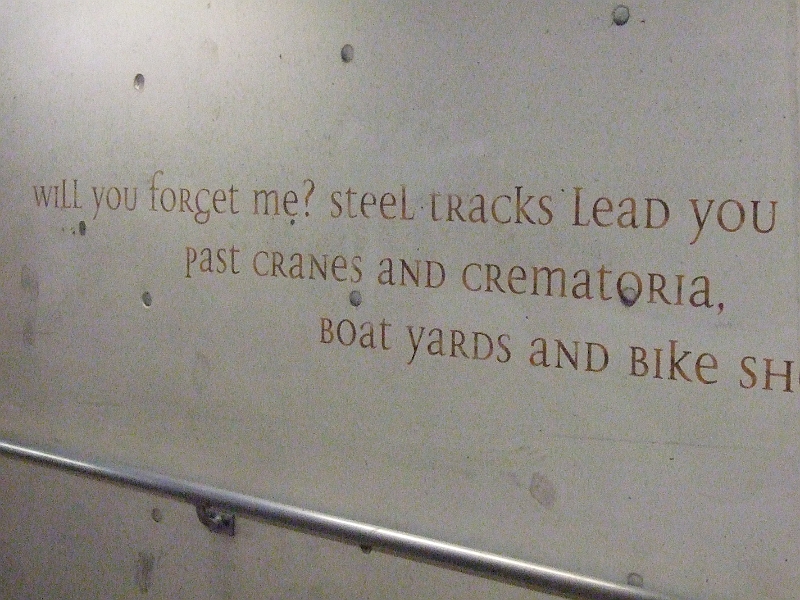 will you forget me? steel tracks lead you
past cranes and crematoria,
boat yards and bike